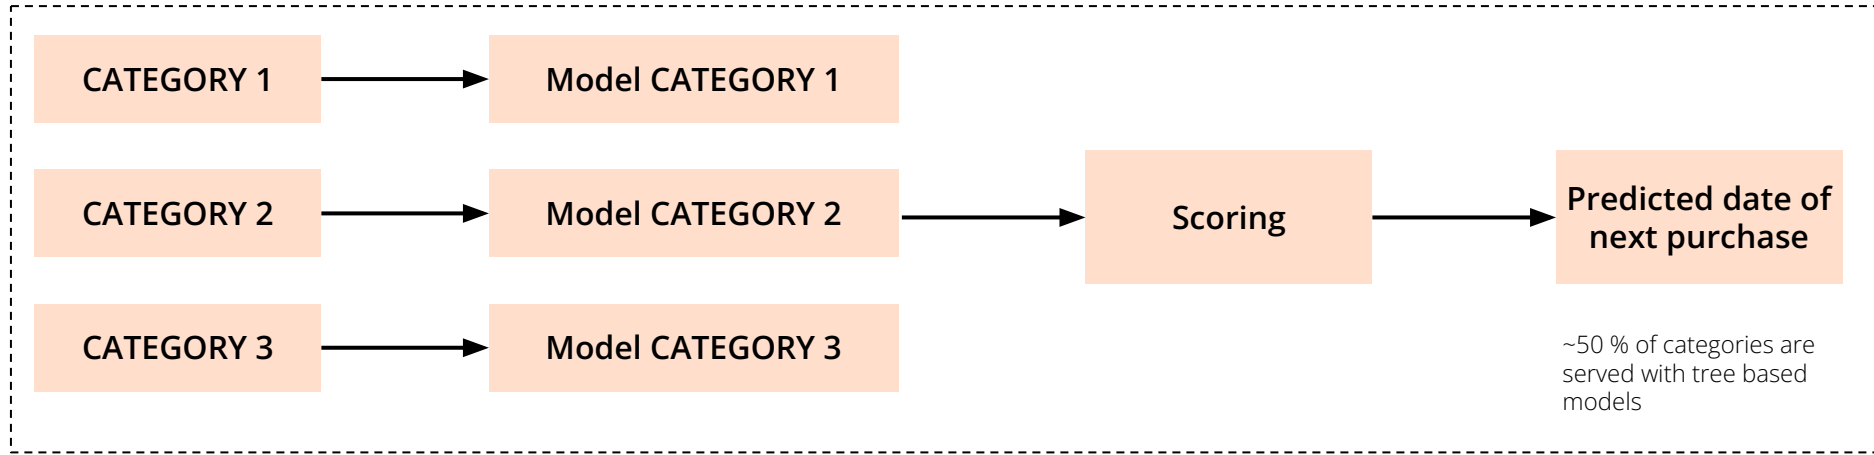 CATEGORY 1
Model CATEGORY 1
CATEGORY 2
Model CATEGORY 2
Scoring
Predicted date of
next purchase
CATEGORY 3
Model CATEGORY 3
~50 % of categories are
served with tree based
models